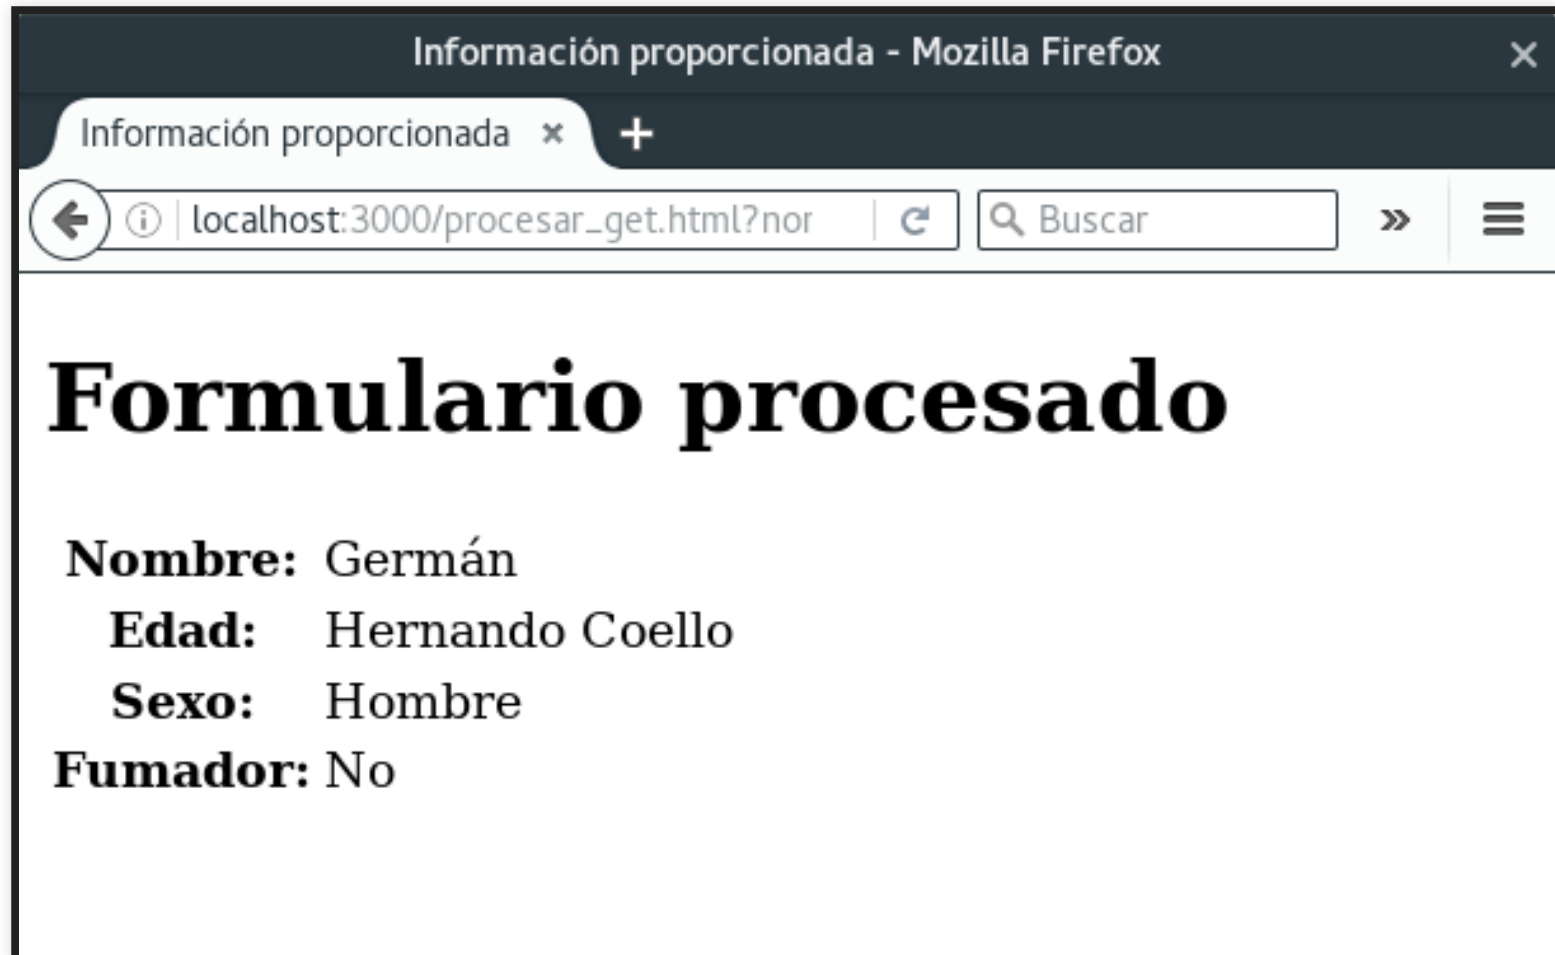 Información proporcionada - Mozilla Firefox
Información proporcionada
localhost:3000/procesar_get.html?nor
Buscar
Formulario procesado
Nombre: Germán
Edad: Hernando Coello
Sexo: Hombre
Fumador: No